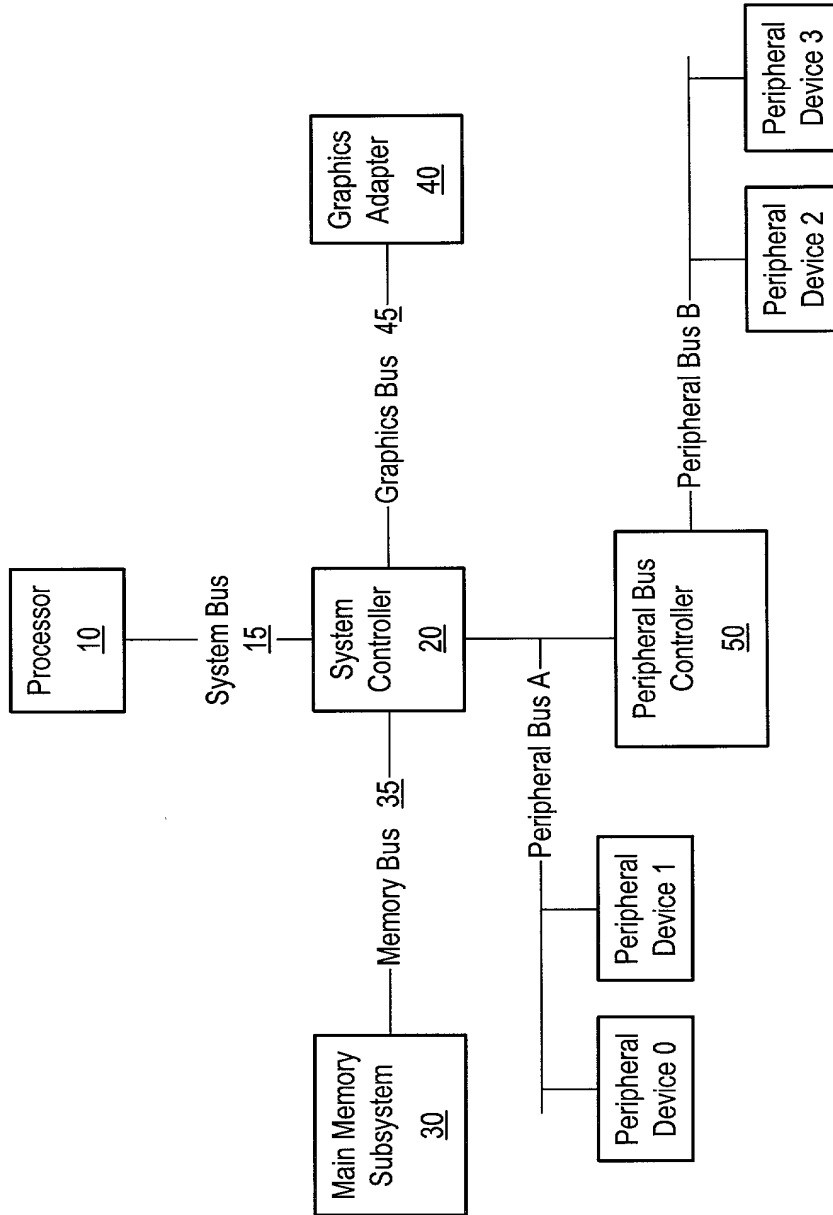 Processor
10
System Bus
15
Main Memory
Subsystem
30
Memory Bus 35
System
Controller
20
Graphics Bus 45
Graphics
Adapter
40
Peripheral Bus A
Peripheral
Device 0
Peripheral
Device 1
Peripheral Bus
Controller
50
Peripheral Bus B
Peripheral
Device 2
Peripheral
Device 3